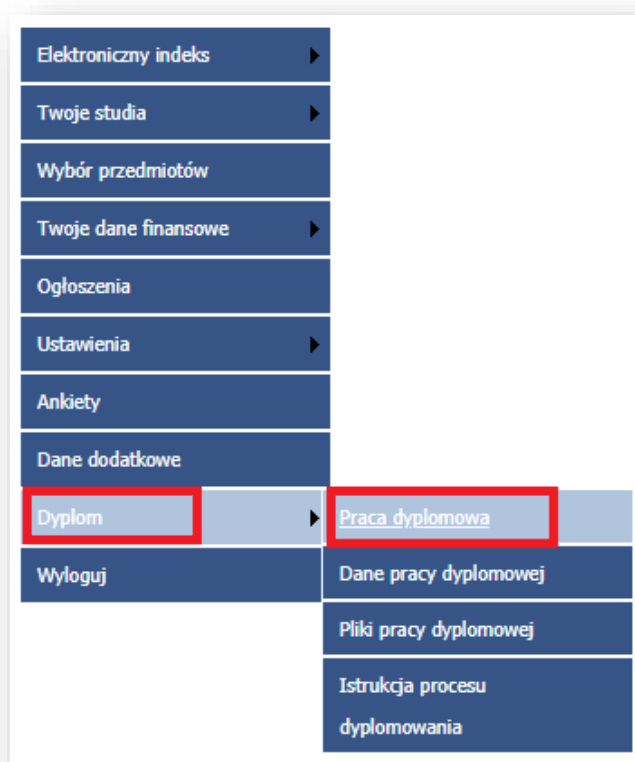 Elektroniczny indeks
Twoje studia
Wybór przedmiotów
Twoje dane finansowe
Ogłoszenia
Ustawienia
Ankiety
Dane dodatkowe
Dyplom
Praca dyplomowa
Wyloguj
Dane pracy dyplomowej
Pliki pracy dyplomowej
Istrukcja procesu
dyplomowania